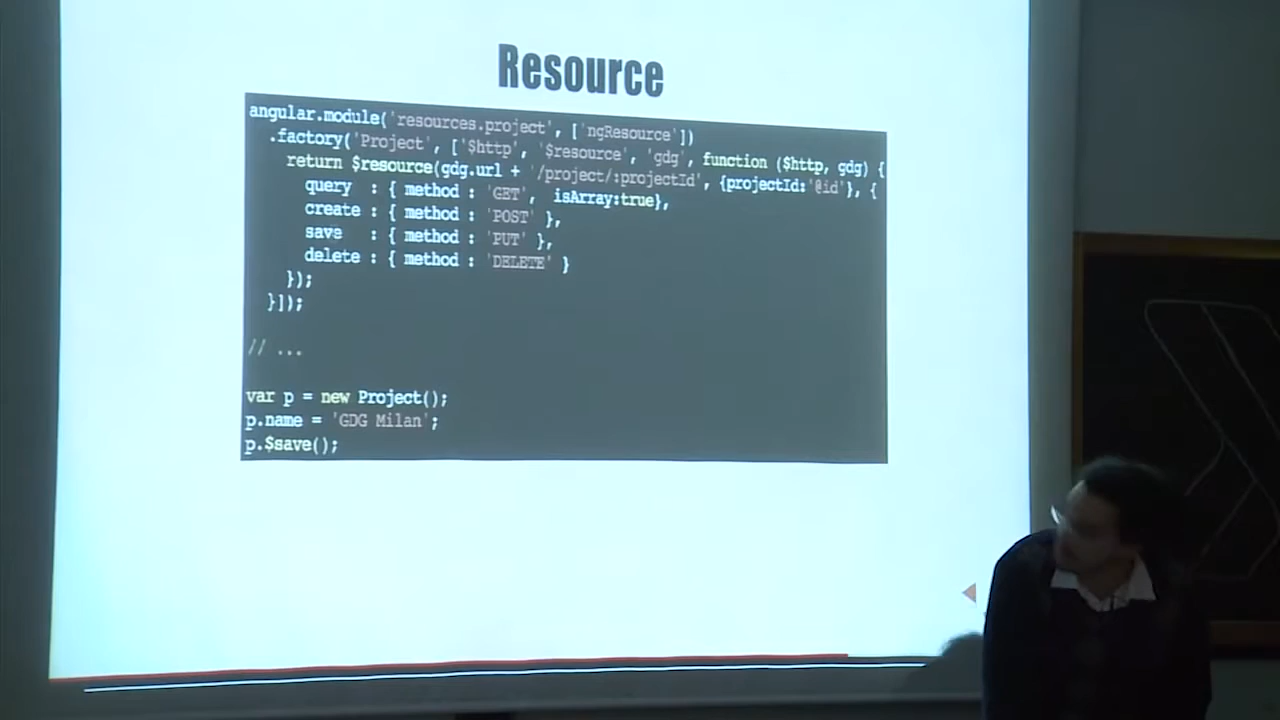 Resource
angular.module('resources.project', ['ngResource'])
.factory('Project', ['$http', '$resource', 'gdg', function ($http, gdg) {
return $resource(gdg.url + '/project/:projectId', {projectId:'@id'}, {
query : { method : 'GET', isArray:true},
create : { method : 'POST' },
save : { method : 'PUT' },
delete : { method : 'DELETE' }
});
}]);
// ...
var p = new Project();
p.name = 'GDG Milan';
p.$save();